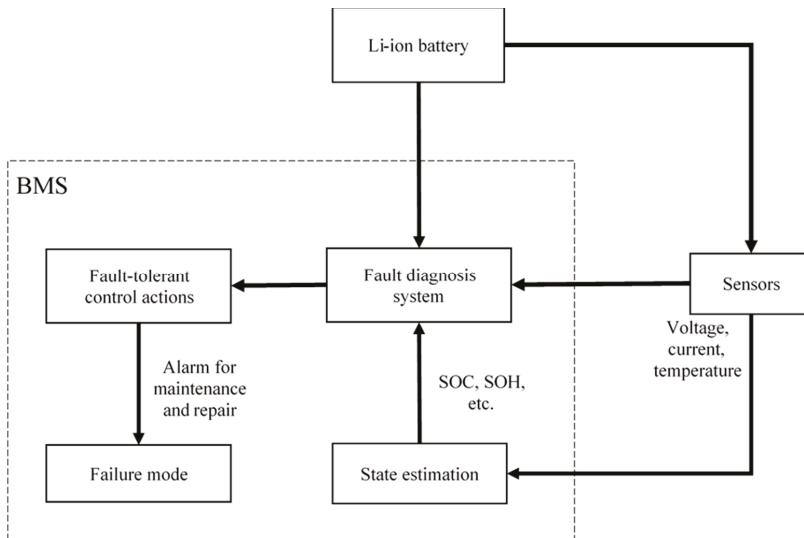 Li-ion battery
BMS
Fault-tolerant
control actions
Fault diagnosis
system
Sensors
Voltage,
current,
temperature
Alarm for
maintenance
and repair
SOC, SOH,
etc.
Failure mode
State estimation